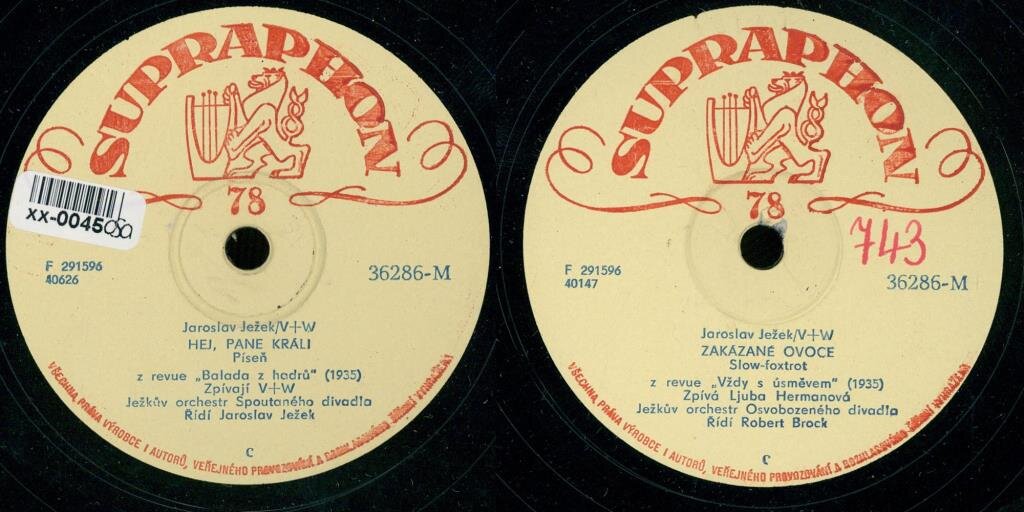 SUPRAPHON
78
XX-0045
F 291596
40626
36286-M
Jaroslav Ježek/V+W
HEJ, PANE KRÁLI
Píseň
z revue „Balada z hadrů" (1935)
Zpívají V+W
Ježkův orchestr Spoutaného divadla
Řídí Jaroslav Ježek
c
VŠECHNA PRÁVA VÝROBCE I AUTORŮ, VEŘEJNÉHO PROVOZOVÁNÍ A ROZHLASOVÉHO ŠÍŘENÍ VYHRAŽENA
SUPRAPHON
78
743
F 291596
40147
36286-M
Jaroslav Ježek/V+W
ZAKÁZANÉ OVOCE
Slow-foxtrot
z revue „Vždy s úsměvem" (1935)
Zpívá Ljuba Hermanová
Ježkův orchestr Osvobozeného divadla
Řídí Robert Brock
c
VŠECHNA PRÁVA VÝROBCE I AUTORŮ, VEŘEJNÉHO PROVOZOVÁNÍ A ROZHLASOVÉHO ŠÍŘENÍ VYHRAŽENA